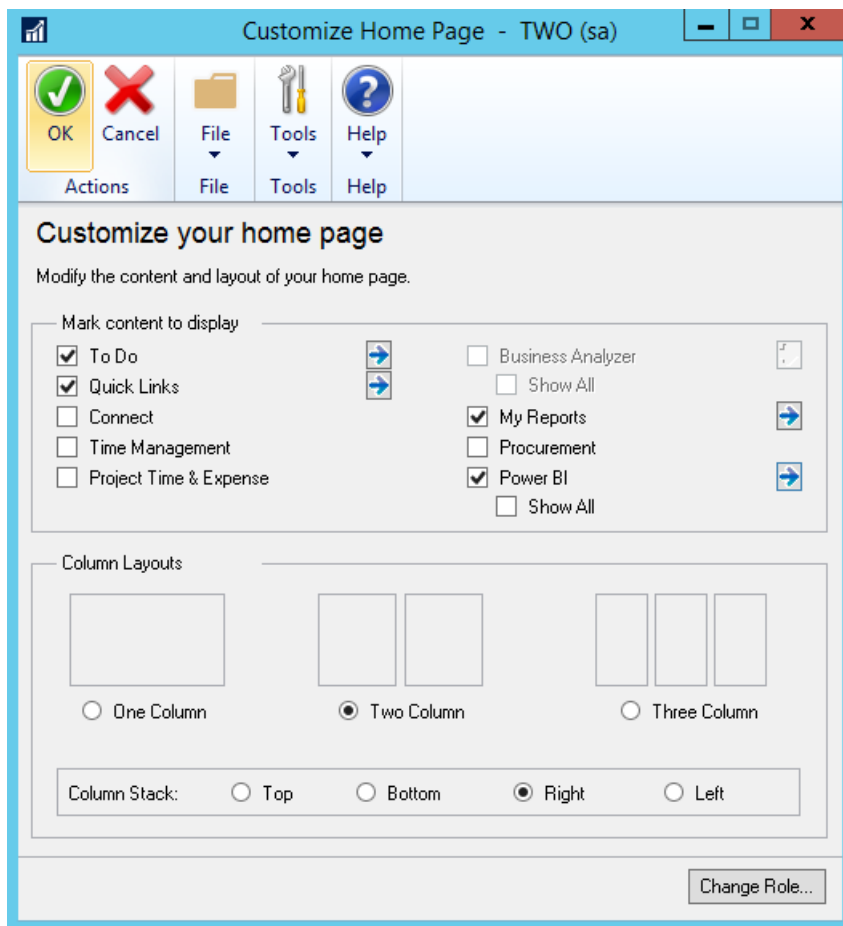 Customize Home Page - TWO (sa)
OK Cancel File Tools Help
Actions File Tools Help
Customize your home page
Modify the content and layout of your home page.
Mark content to display
To Do
Quick Links
Connect
Time Management
Project Time & Expense
Business Analyzer
Show All
My Reports
Procurement
Power BI
Show All
Column Layouts
One Column Two Column Three Column
Column Stack: Top Bottom Right Left
Change Role...